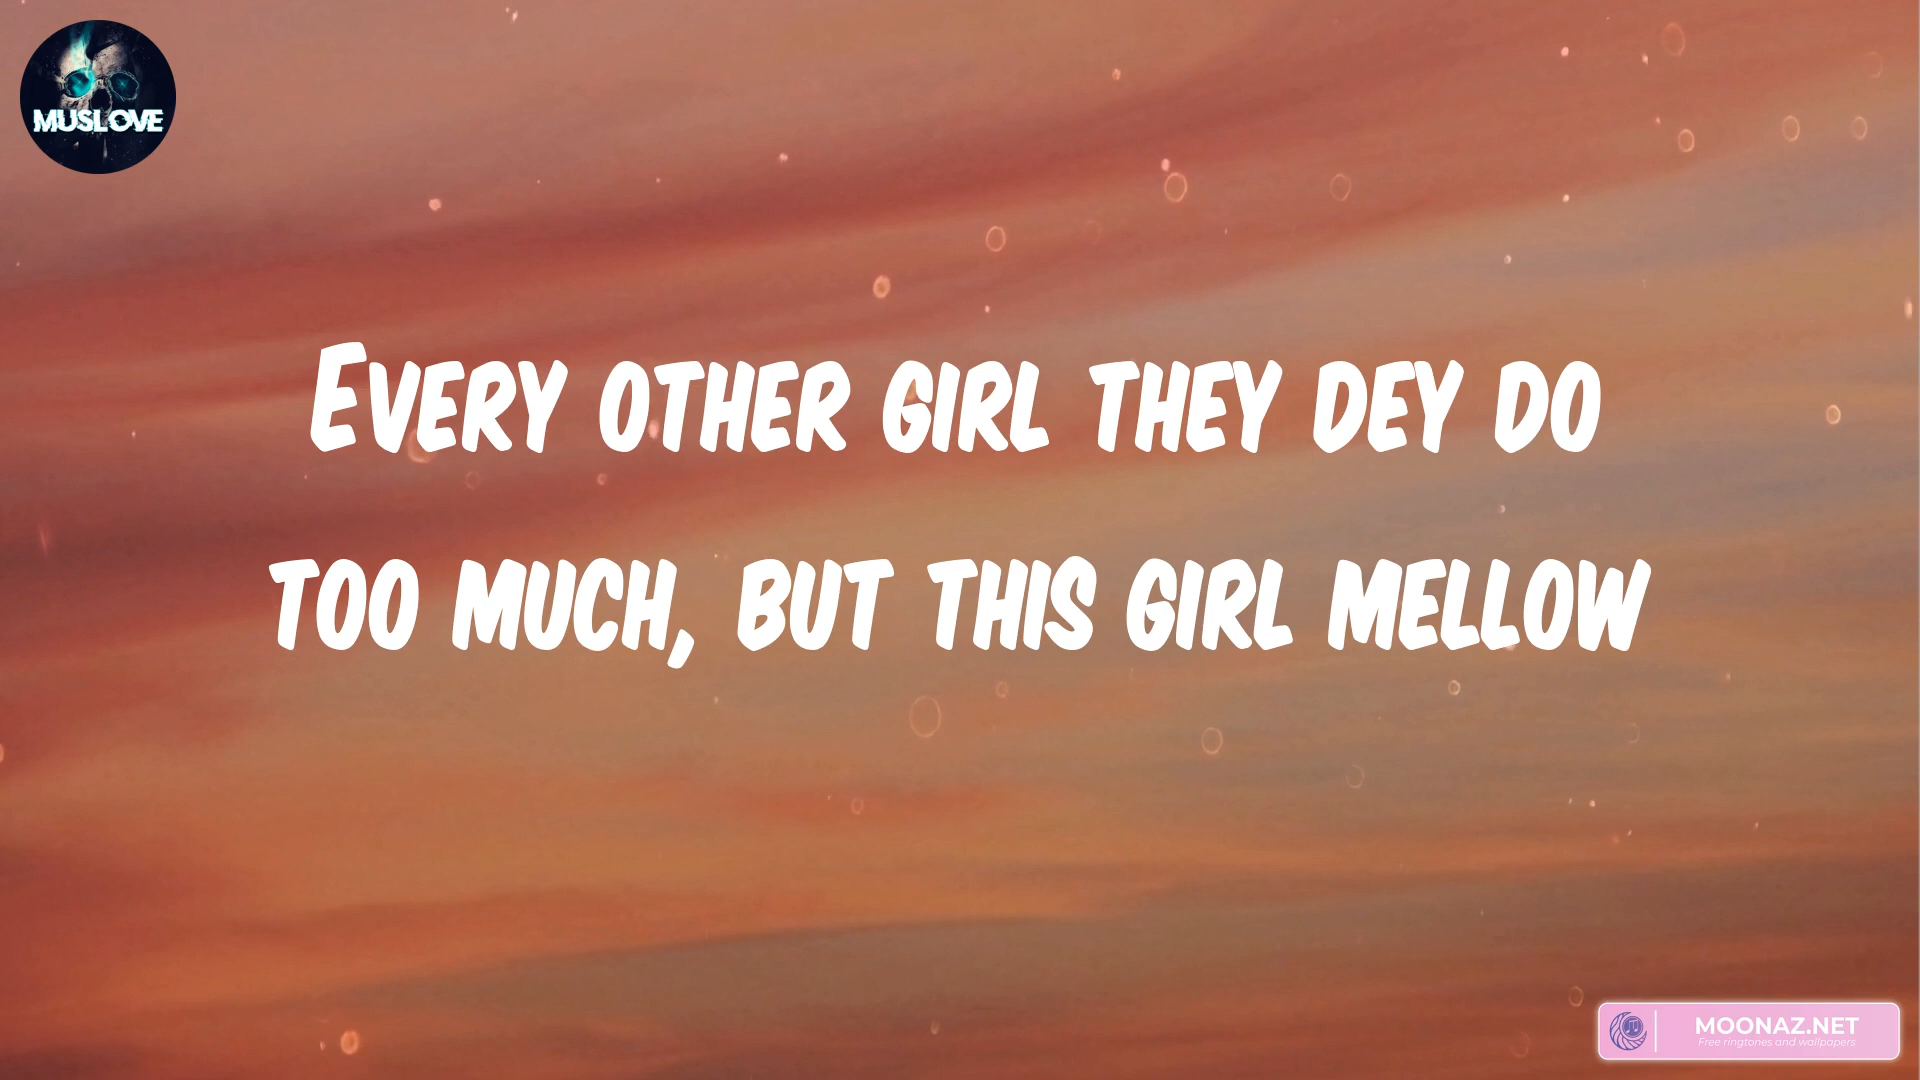 MUSLOVE
Every other girl they dey do
too much, but this girl mellow
MOONAZ.NET
Free ringtones and wallpapers